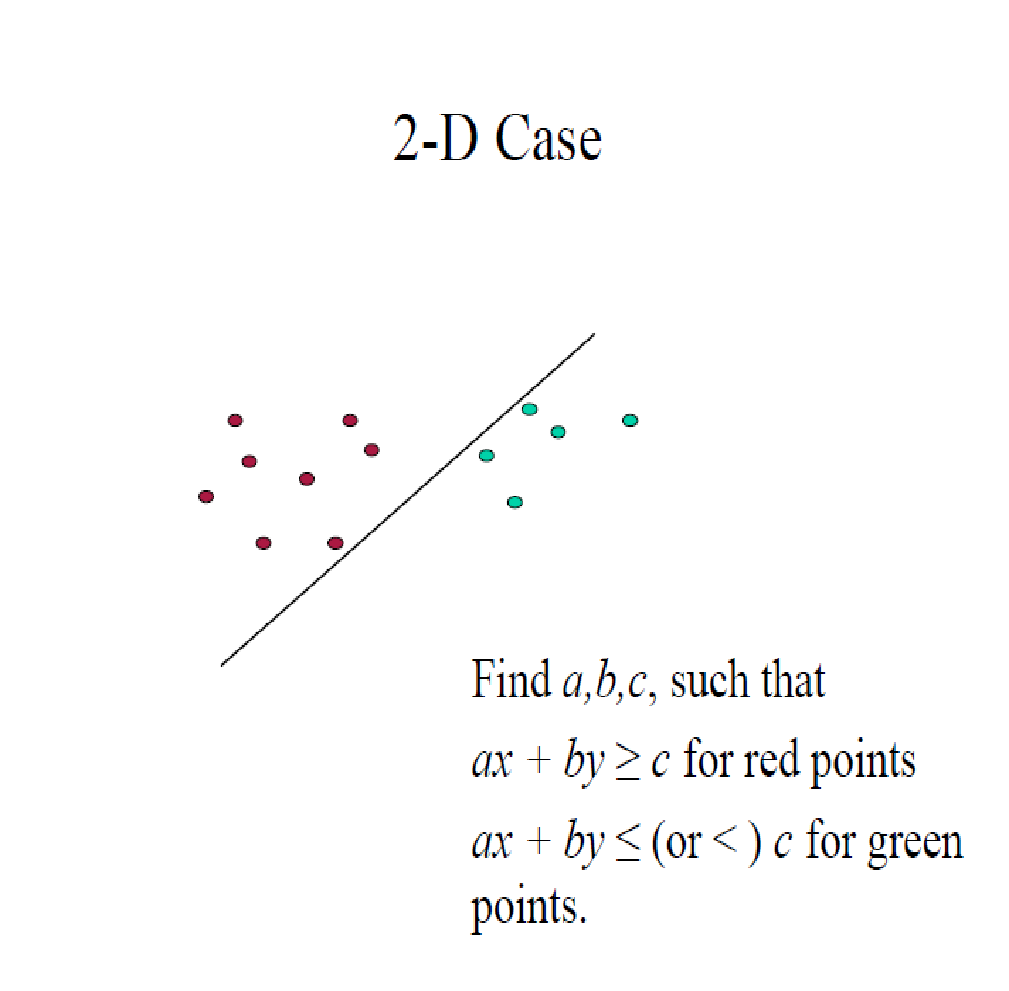 2-D Case
Find a,b,c, such that
ax + by ≥ c for red points
ax + by ≤ (or < ) c for green
points.